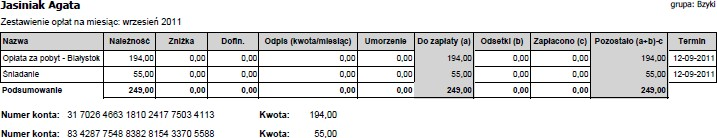 Jasiniak Agata grupa: Bzyki
Zestawienie opłat na miesiąc: wrzesień 2011
Nazwa Należność Zniżka Dofin. Odpis (kwota/miesiąc) Umorzenie Do zapłaty (a) Odsetki (b) Zapłacono (c) Pozostało (a+b)-c Termin
Opłata za pobyt - Białystok 194,00 0,00 0,00 0,00 0,00 194,00 0,00 0,00 194,00 12-09-2011
Śniadanie 55,00 0,00 0,00 0,00 0,00 55,00 0,00 0,00 55,00 12-09-2011
Podsumowanie 249,00 0,00 0,00 0,00 0,00 249,00 0,00 0,00 249,00
Numer konta: 31 7026 4663 1810 2417 7503 4113 Kwota: 194,00
Numer konta: 83 4287 7548 8382 8154 3370 5588 Kwota: 55,00